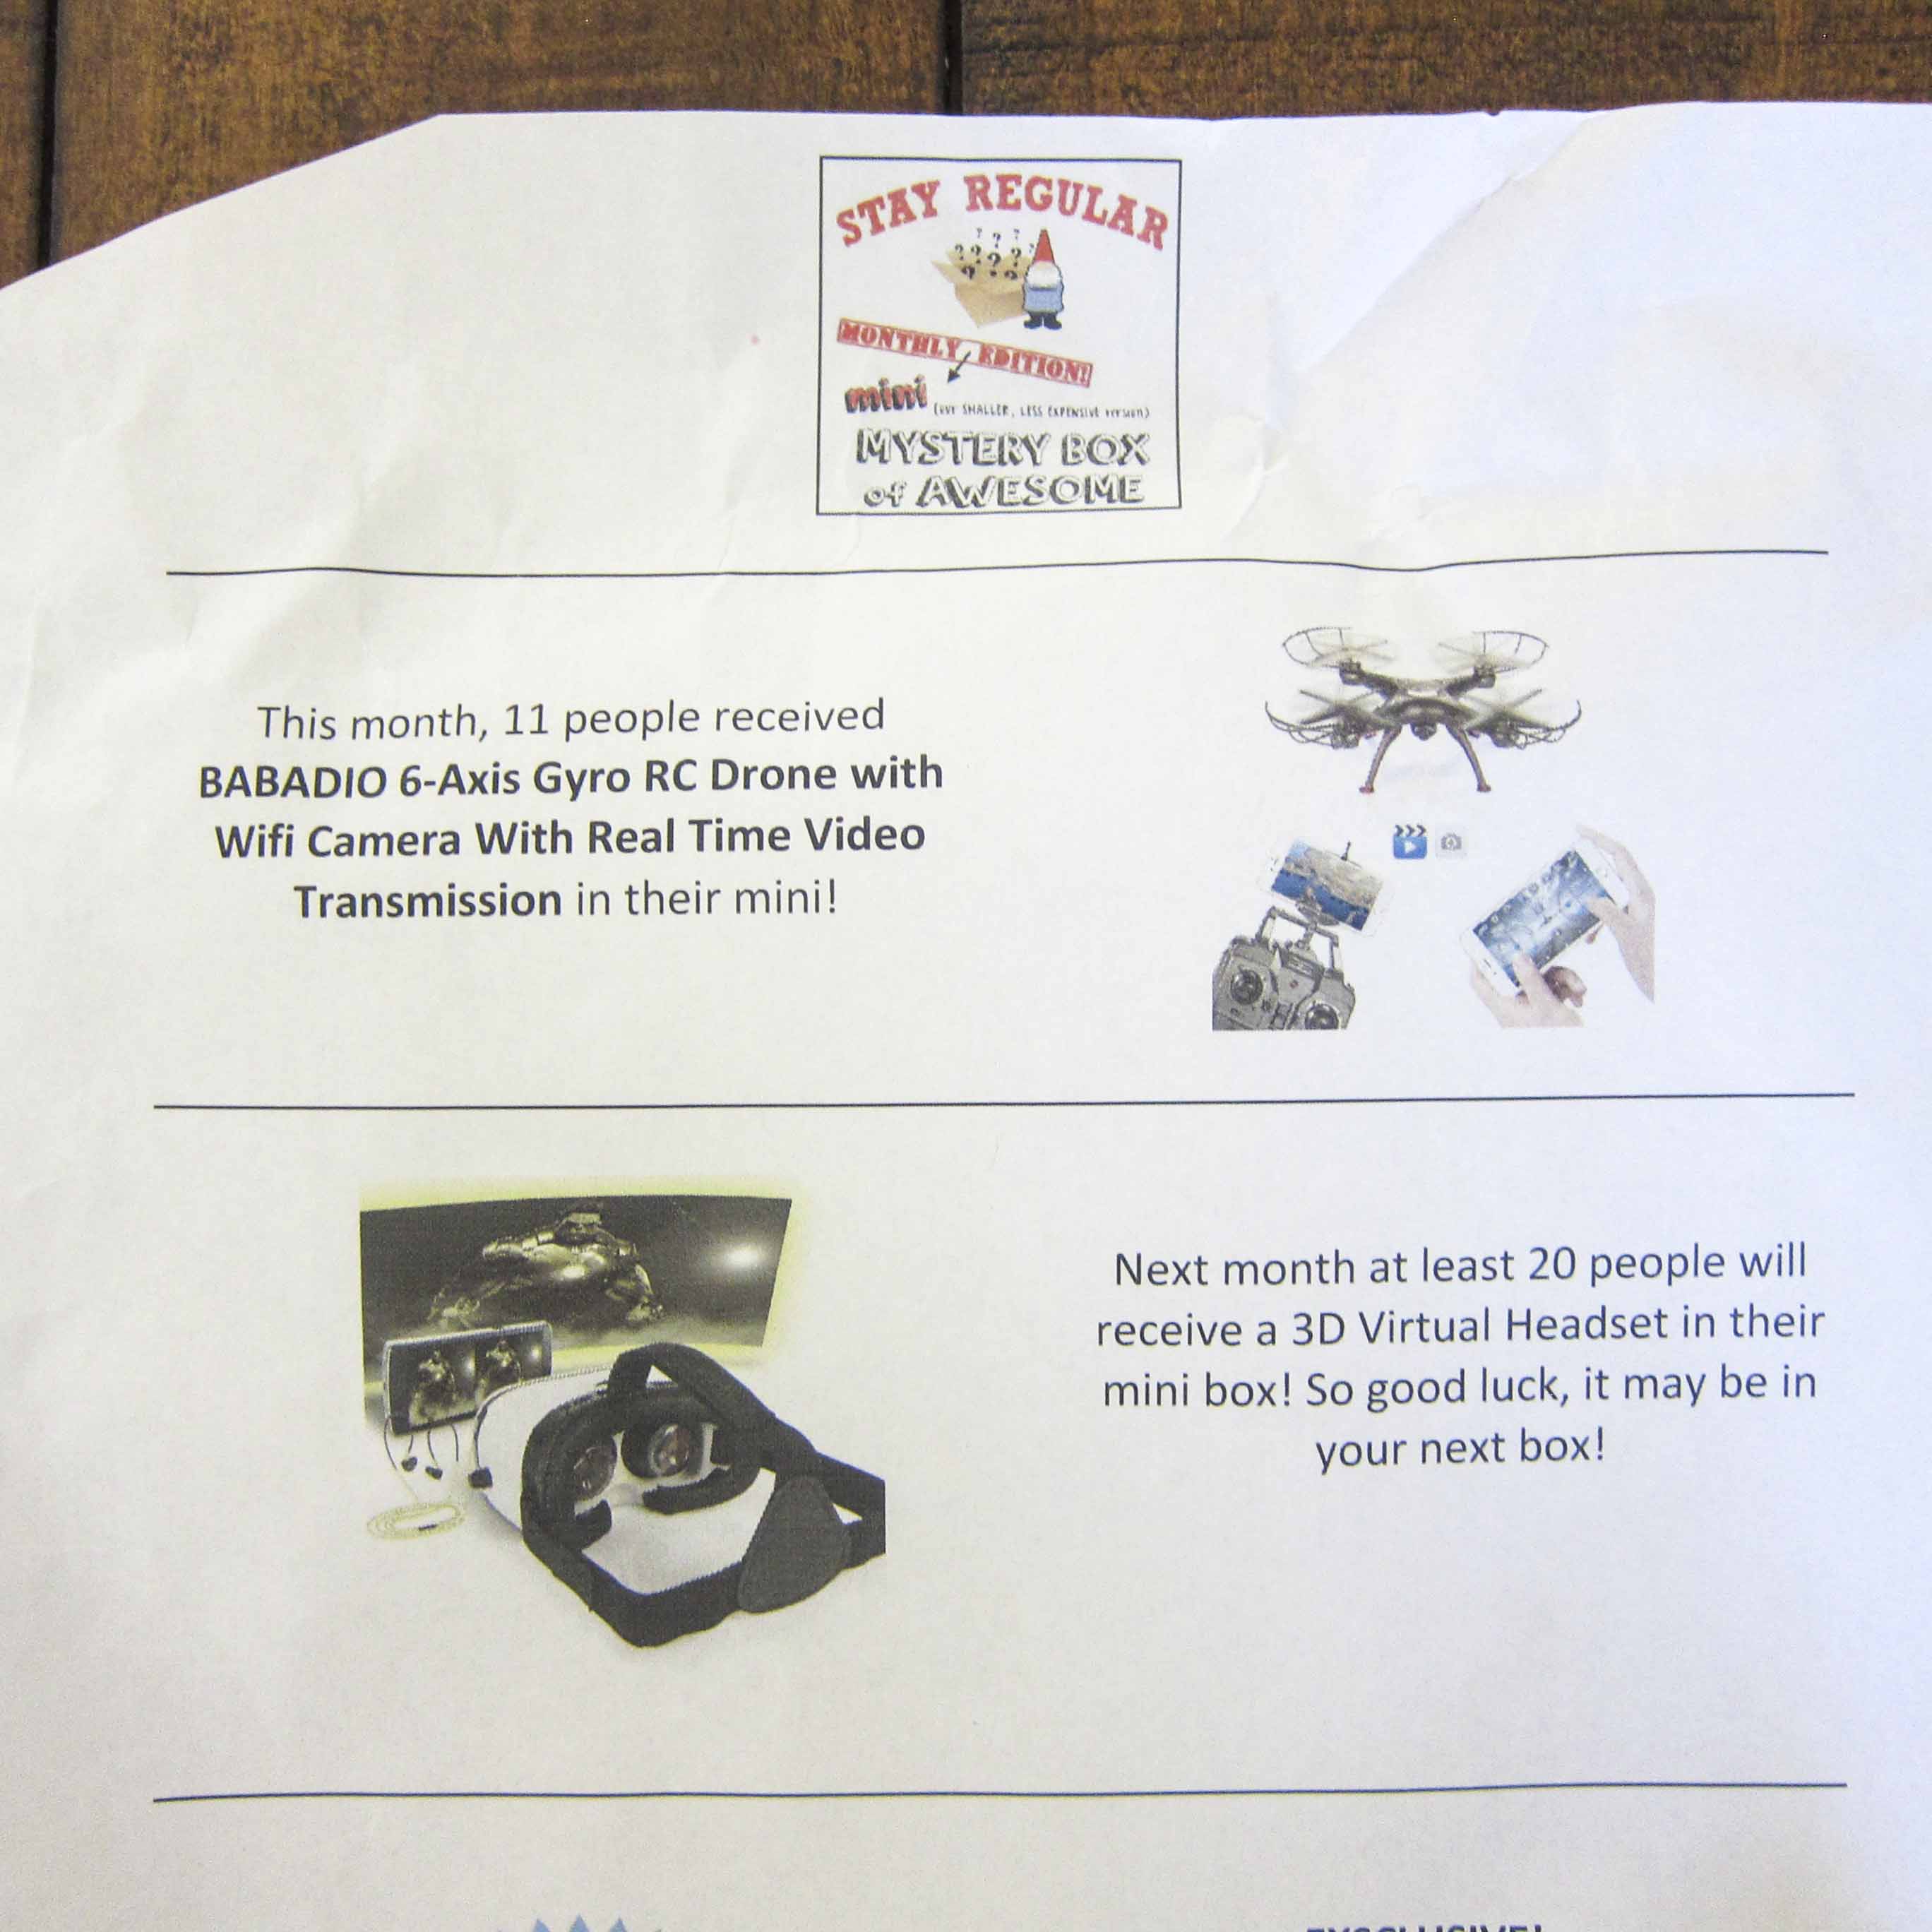 STAY REGULAR
MONTHLY EDITION!
mini (OUR SMALLER, LESS EXPENSIVE VERSION)
MYSTERY BOX
of AWESOME
This month, 11 people received
BABADIO 6-Axis Gyro RC Drone with
Wifi Camera With Real Time Video
Transmission in their mini!
Next month at least 20 people will
receive a 3D Virtual Headset in their
mini box! So good luck, it may be in
your next box!